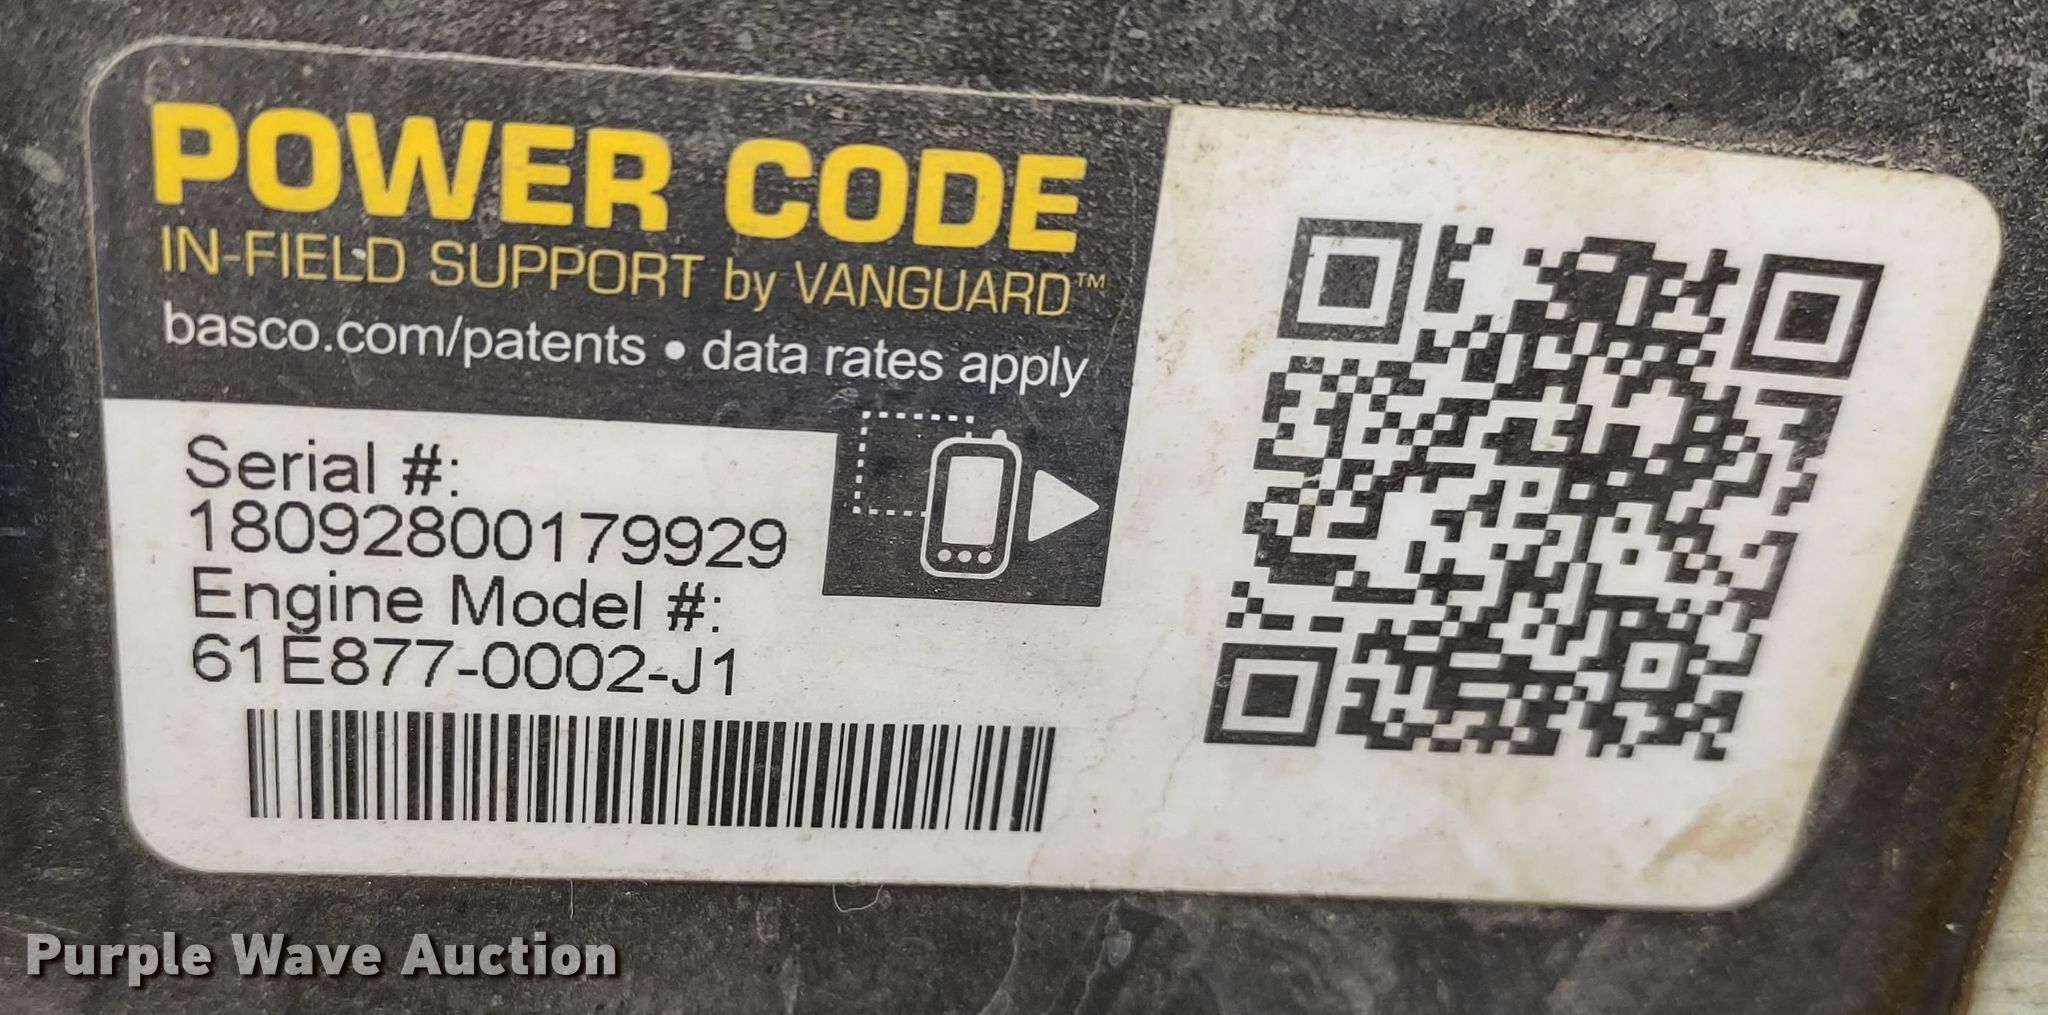 POWER CODE
IN-FIELD SUPPORT by VANGUARD™
basco.com/patents • data rates apply
Serial #:
18092800179929
Engine Model #:
61E877-0002-J1
Purple Wave Auction